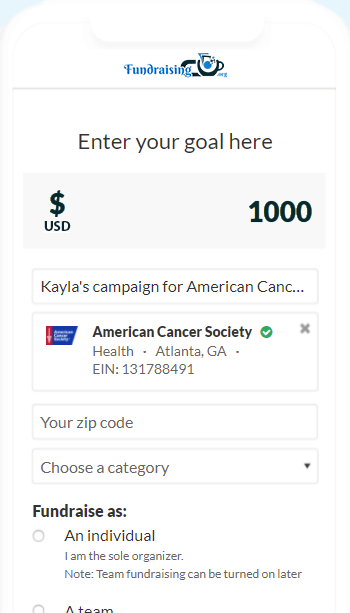 Fundraising
.org
Enter your goal here
$
USD
1000
Kayla's campaign for American Canc...
American Cancer Society
American Cancer Society
Health · Atlanta, GA ·
EIN: 131788491
Your zip code
Choose a category
Fundraise as:
An individual
I am the sole organizer.
Note: Team fundraising can be turned on later
A team